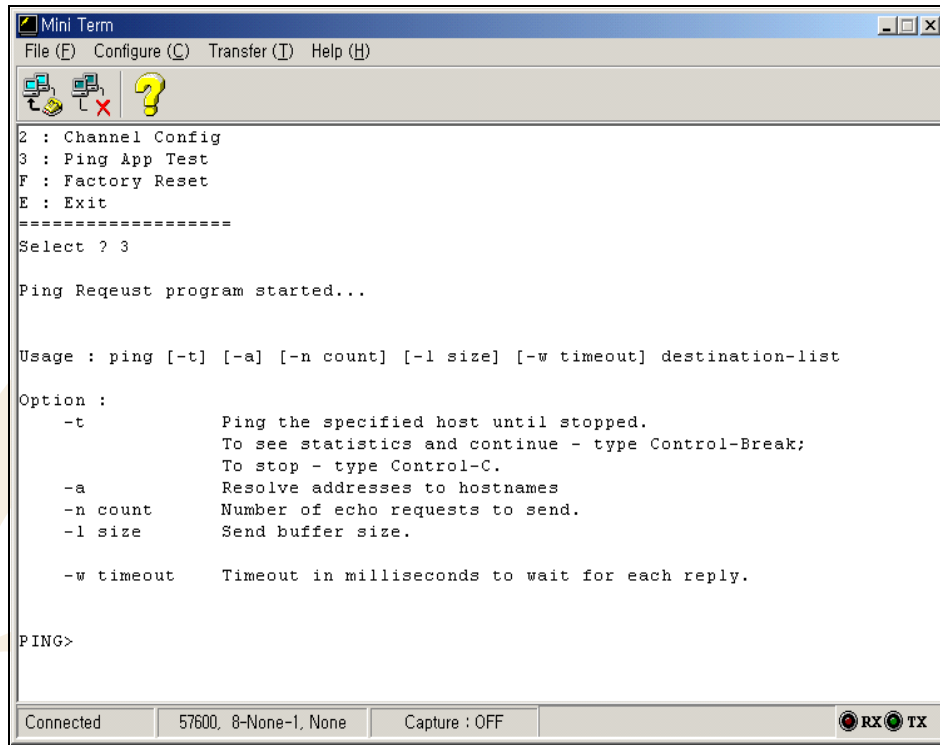 Mini Term
File (F) Configure (C) Transfer (T) Help (H)
2 : Channel Config
3 : Ping App Test
F : Factory Reset
E : Exit
====================
Select ? 3
Ping Reqeust program started...
Usage : ping [-t] [-a] [-n count] [-l size] [-w timeout] destination-list
Option :
-t Ping the specified host until stopped.
To see statistics and continue - type Control-Break;
To stop - type Control-C.
-a Resolve addresses to hostnames
-n count Number of echo requests to send.
-l size Send buffer size.
-w timeout Timeout in milliseconds to wait for each reply.
PING>
Connected 57600, 8-None-1, None Capture : OFF RX TX